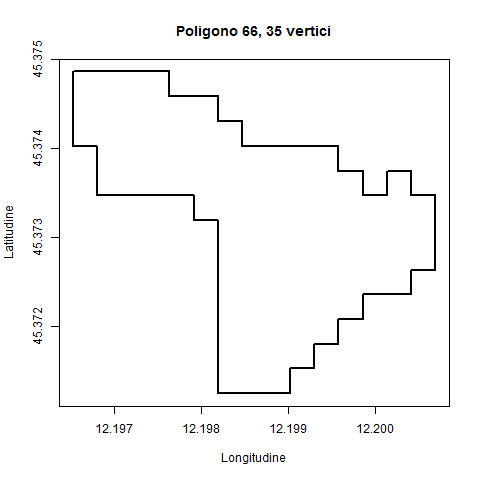 Poligono 66, 35 vertici
45.375
45.374
45.373
45.372
Latitudine
12.197 12.198 12.199 12.200
Longitudine